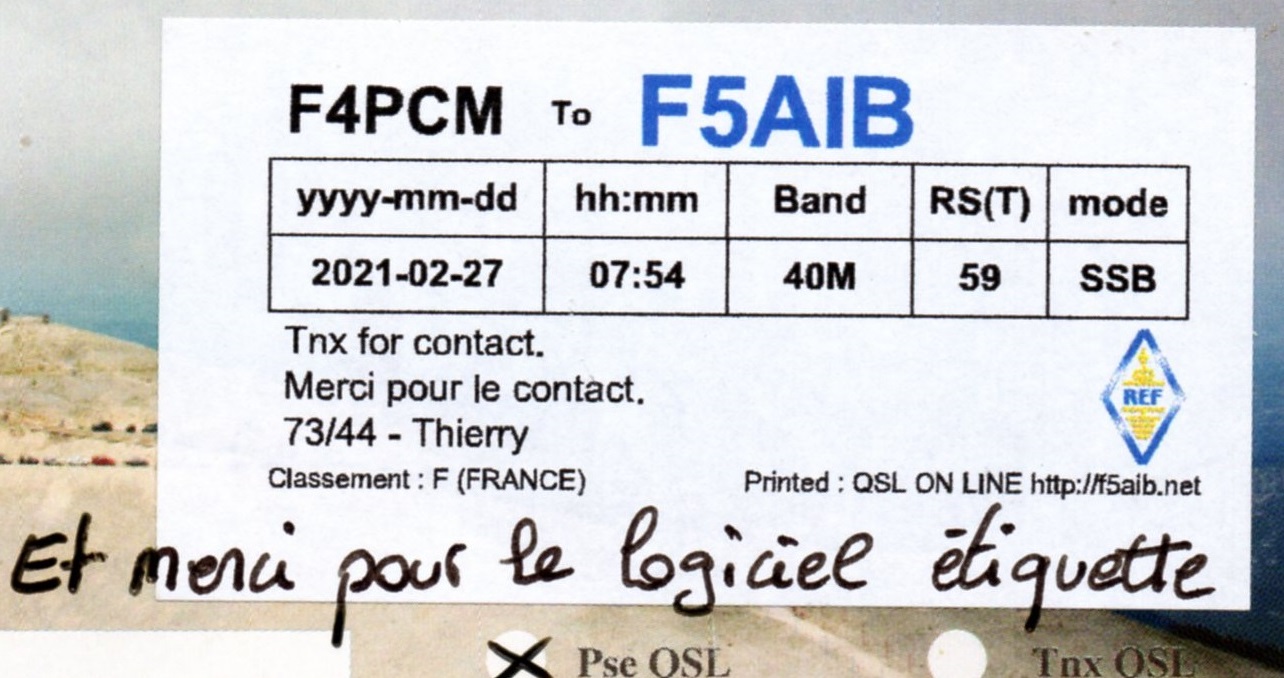 F4PCM To F5AIB
yyyy-mm-dd hh:mm Band RS(T) mode
2021-02-27 07:54 40M 59 SSB
Tnx for contact.
Merci pour le contact.
73/44 - Thierry
REF
Classement : F (FRANCE) Printed : QSL ON LINE http://f5aib.net
Et merci pour le logiciel étiquette
Pse QSL Tnx QSL